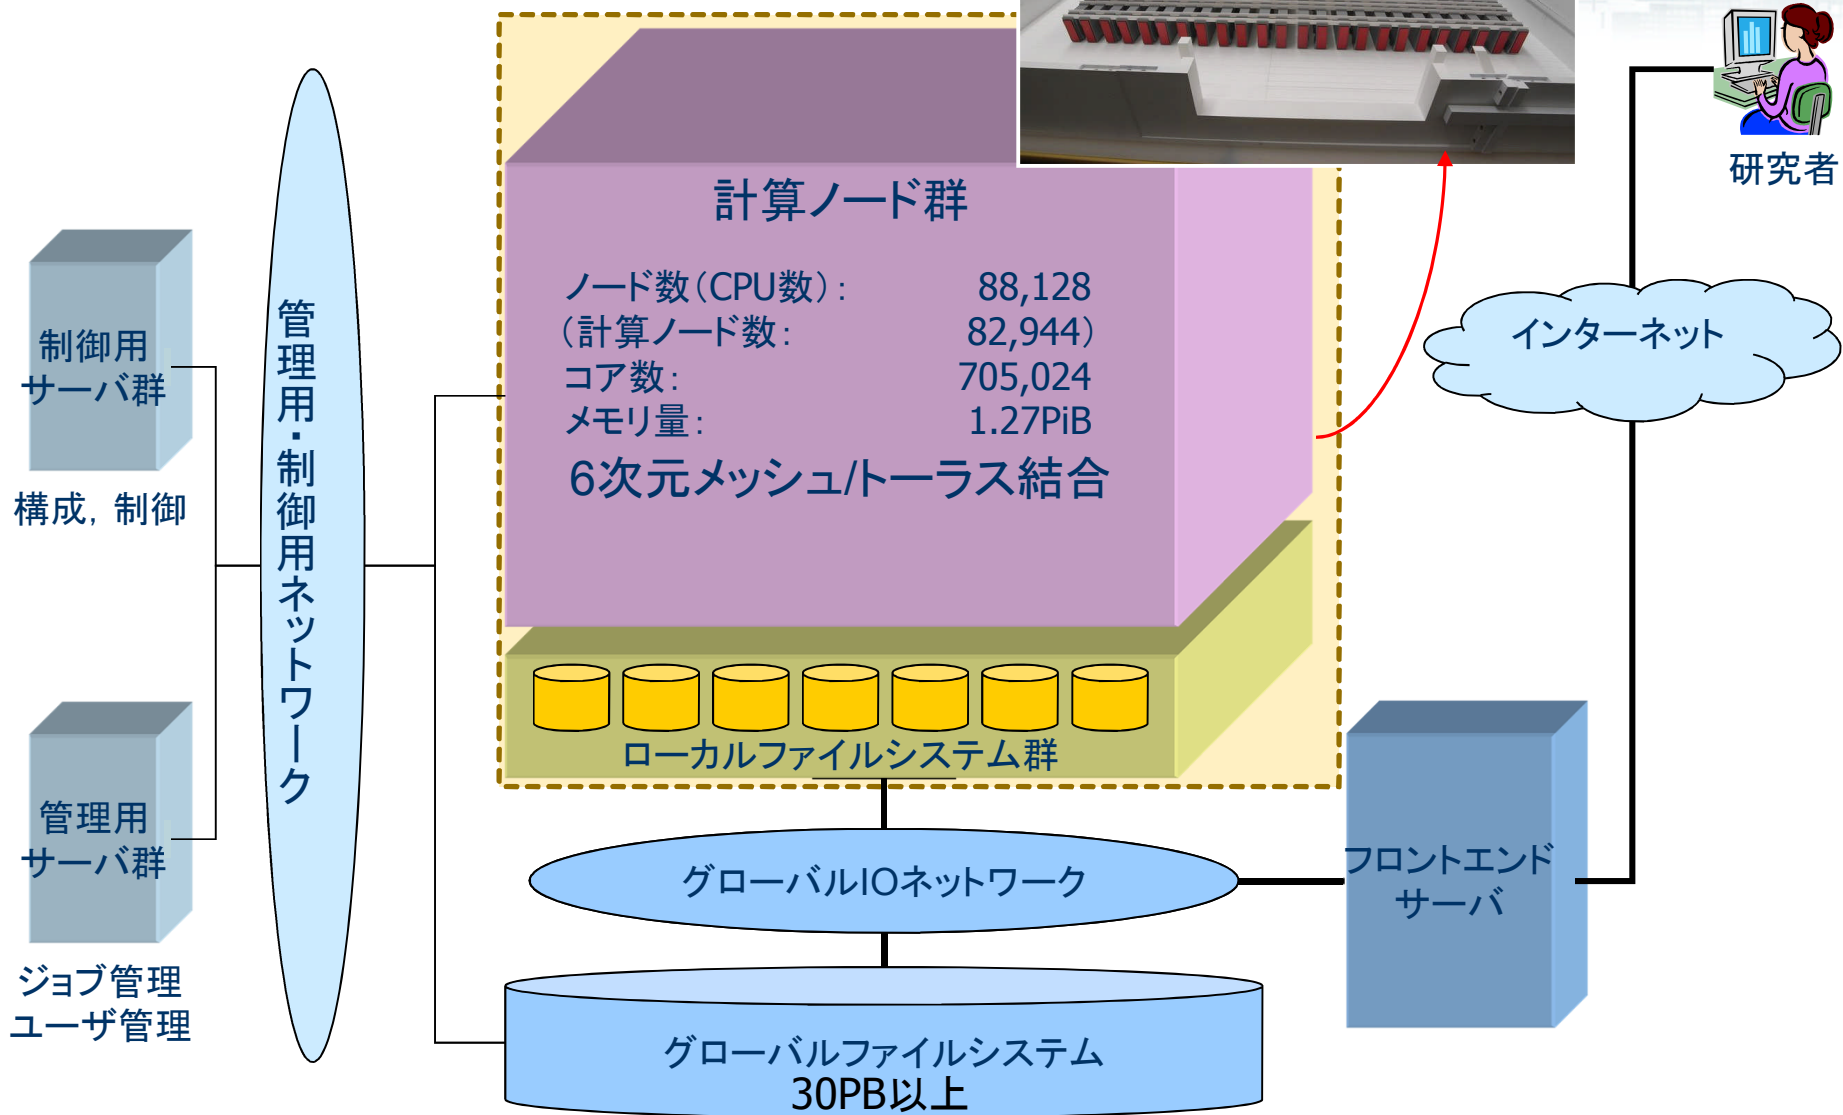 研究者
計算ノード群
ノード数(CPU数): 88,128
(計算ノード数: 82,944)
コア数: 705,024
メモリ量: 1.27PiB
6次元メッシュ/トーラス結合
インターネット
制御用
サーバ群
構成, 制御
管理用・制御用ネットワーク
管理用
サーバ群
ジョブ管理
ユーザ管理
ローカルファイルシステム群
グローバルIOネットワーク
フロントエンド
サーバ
グローバルファイルシステム
30PB以上